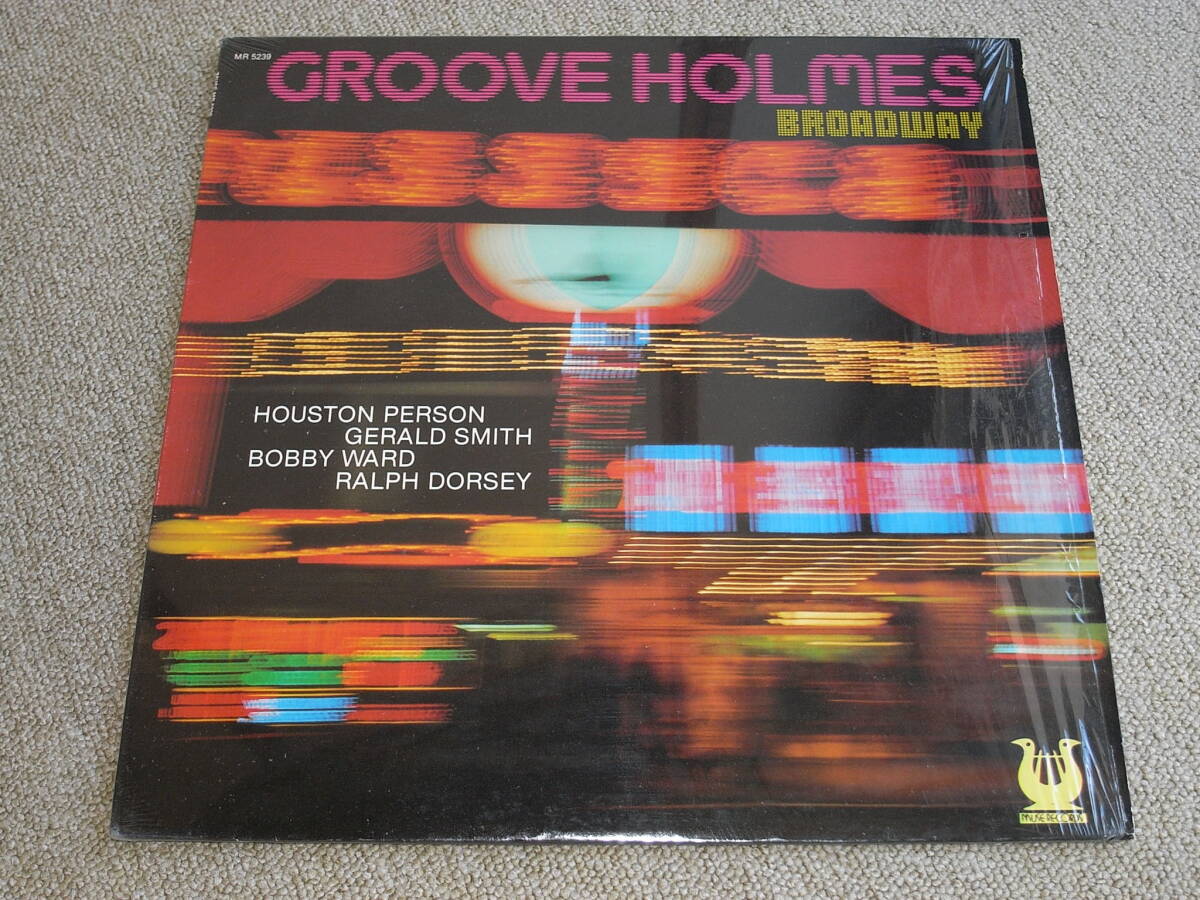 MR 5239
GROOVE HOLMES
BROADWAY
HOUSTON PERSON
GERALD SMITH
BOBBY WARD
RALPH DORSEY
MUSE RECORDS